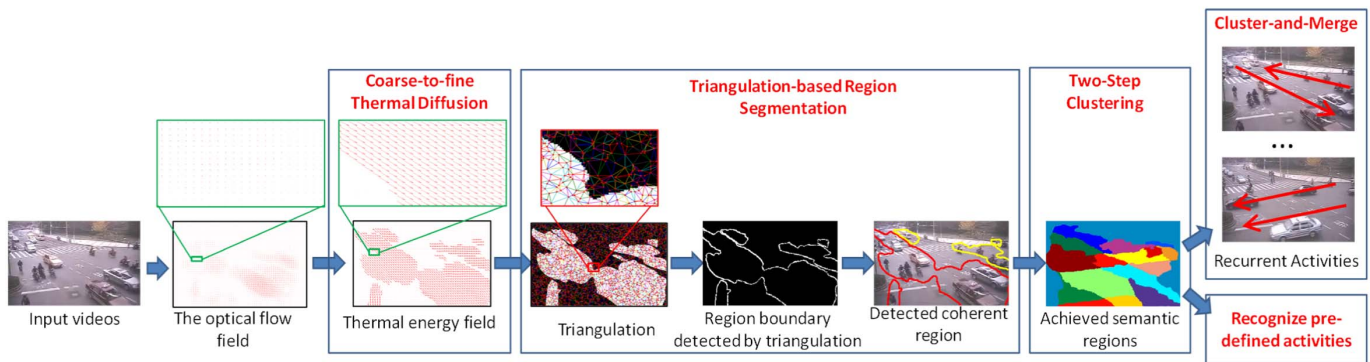 Input videos
The optical flow
field
Coarse-to-fine
Thermal Diffusion
Thermal energy field
Triangulation-based Region
Segmentation
Triangulation
Region boundary
detected by triangulation
Detected coherent
region
Two-Step
Clustering
Achieved semantic
regions
Cluster-and-Merge
...
Recurrent Activities
Recognize pre-
defined activities